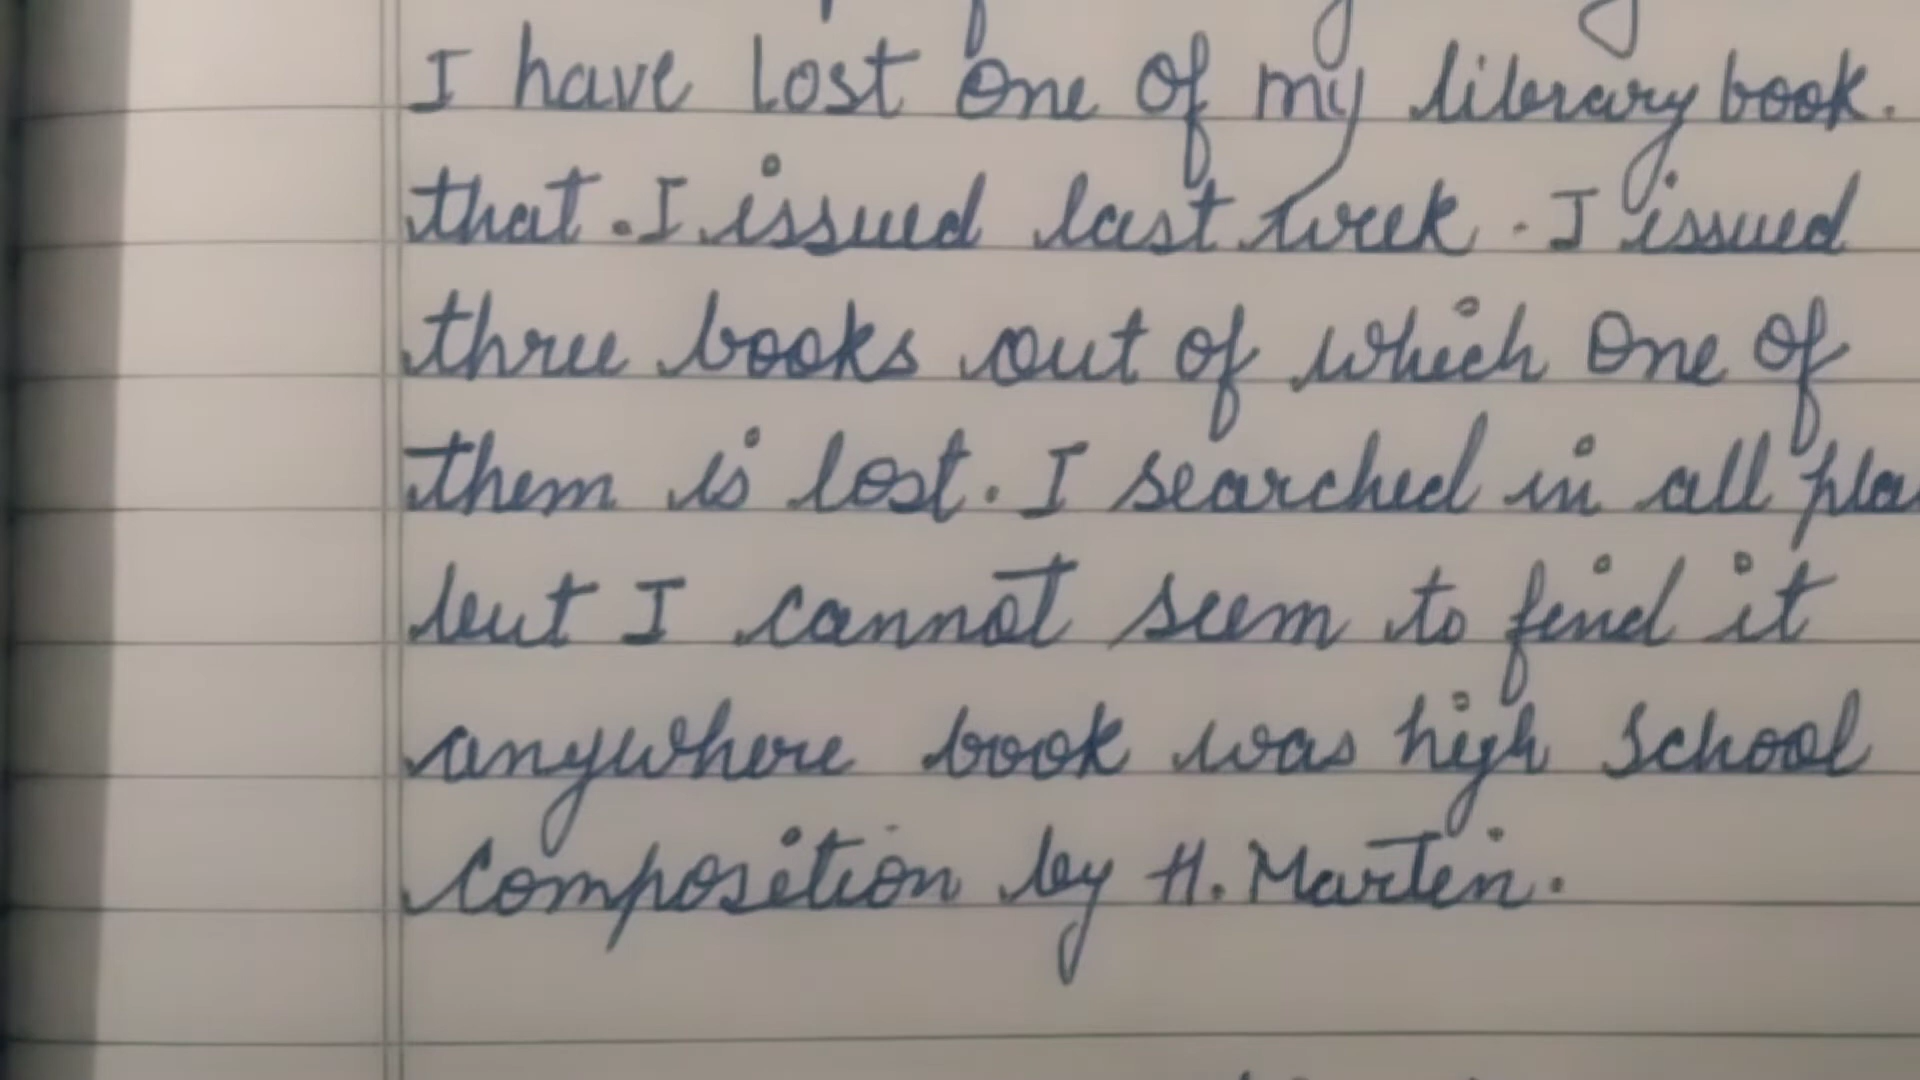 I have lost One of my library book.
that . I issued last week . I issued
three books out of which One of
them is lost. I searched in all pla
but I cannot seem to find it
anywhere book was high School
Composition by H. Martin.